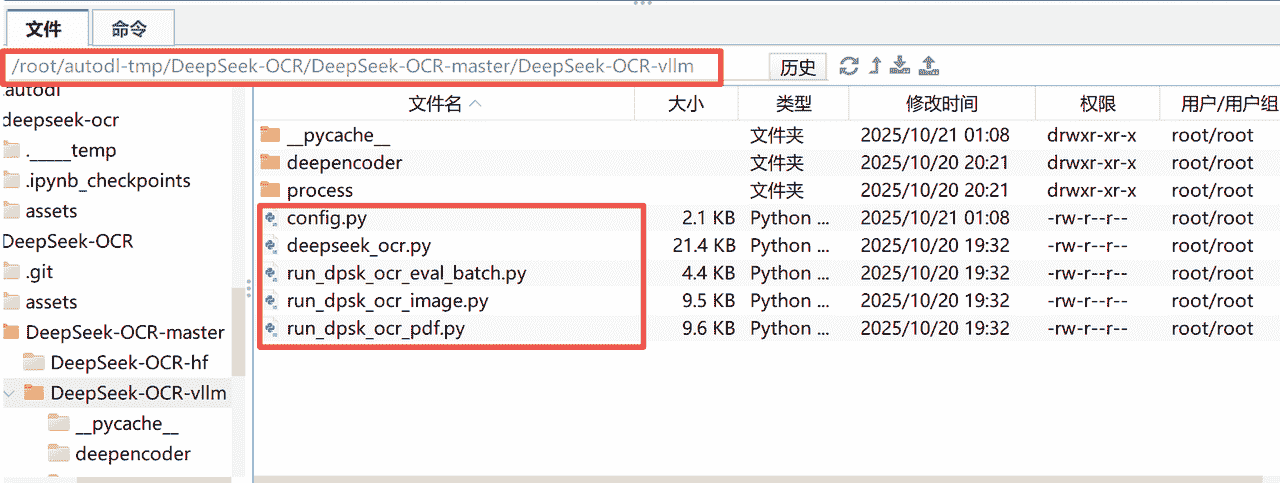 文件 命令
/root/autodl-tmp/DeepSeek-OCR/DeepSeek-OCR-master/DeepSeek-OCR-vllm 历史
.autodl
deepseek-ocr
._____temp
.ipynb_checkpoints
assets
DeepSeek-OCR
.git
assets
DeepSeek-OCR-master
DeepSeek-OCR-hf
DeepSeek-OCR-vllm
__pycache__
deepencoder
文件名 大小 类型 修改时间 权限 用户/用户组
__pycache__ 文件夹 2025/10/21 01:08 drwxr-xr-x root/root
deepencoder 文件夹 2025/10/20 20:21 drwxr-xr-x root/root
process 文件夹 2025/10/20 20:21 drwxr-xr-x root/root
config.py 2.1 KB Python ... 2025/10/21 01:08 -rw-r--r-- root/root
deepseek_ocr.py 21.4 KB Python ... 2025/10/20 19:32 -rw-r--r-- root/root
run_dpsk_ocr_eval_batch.py 4.4 KB Python ... 2025/10/20 19:32 -rw-r--r-- root/root
run_dpsk_ocr_image.py 9.5 KB Python ... 2025/10/20 19:32 -rw-r--r-- root/root
run_dpsk_ocr_pdf.py 9.6 KB Python ... 2025/10/20 19:32 -rw-r--r-- root/root